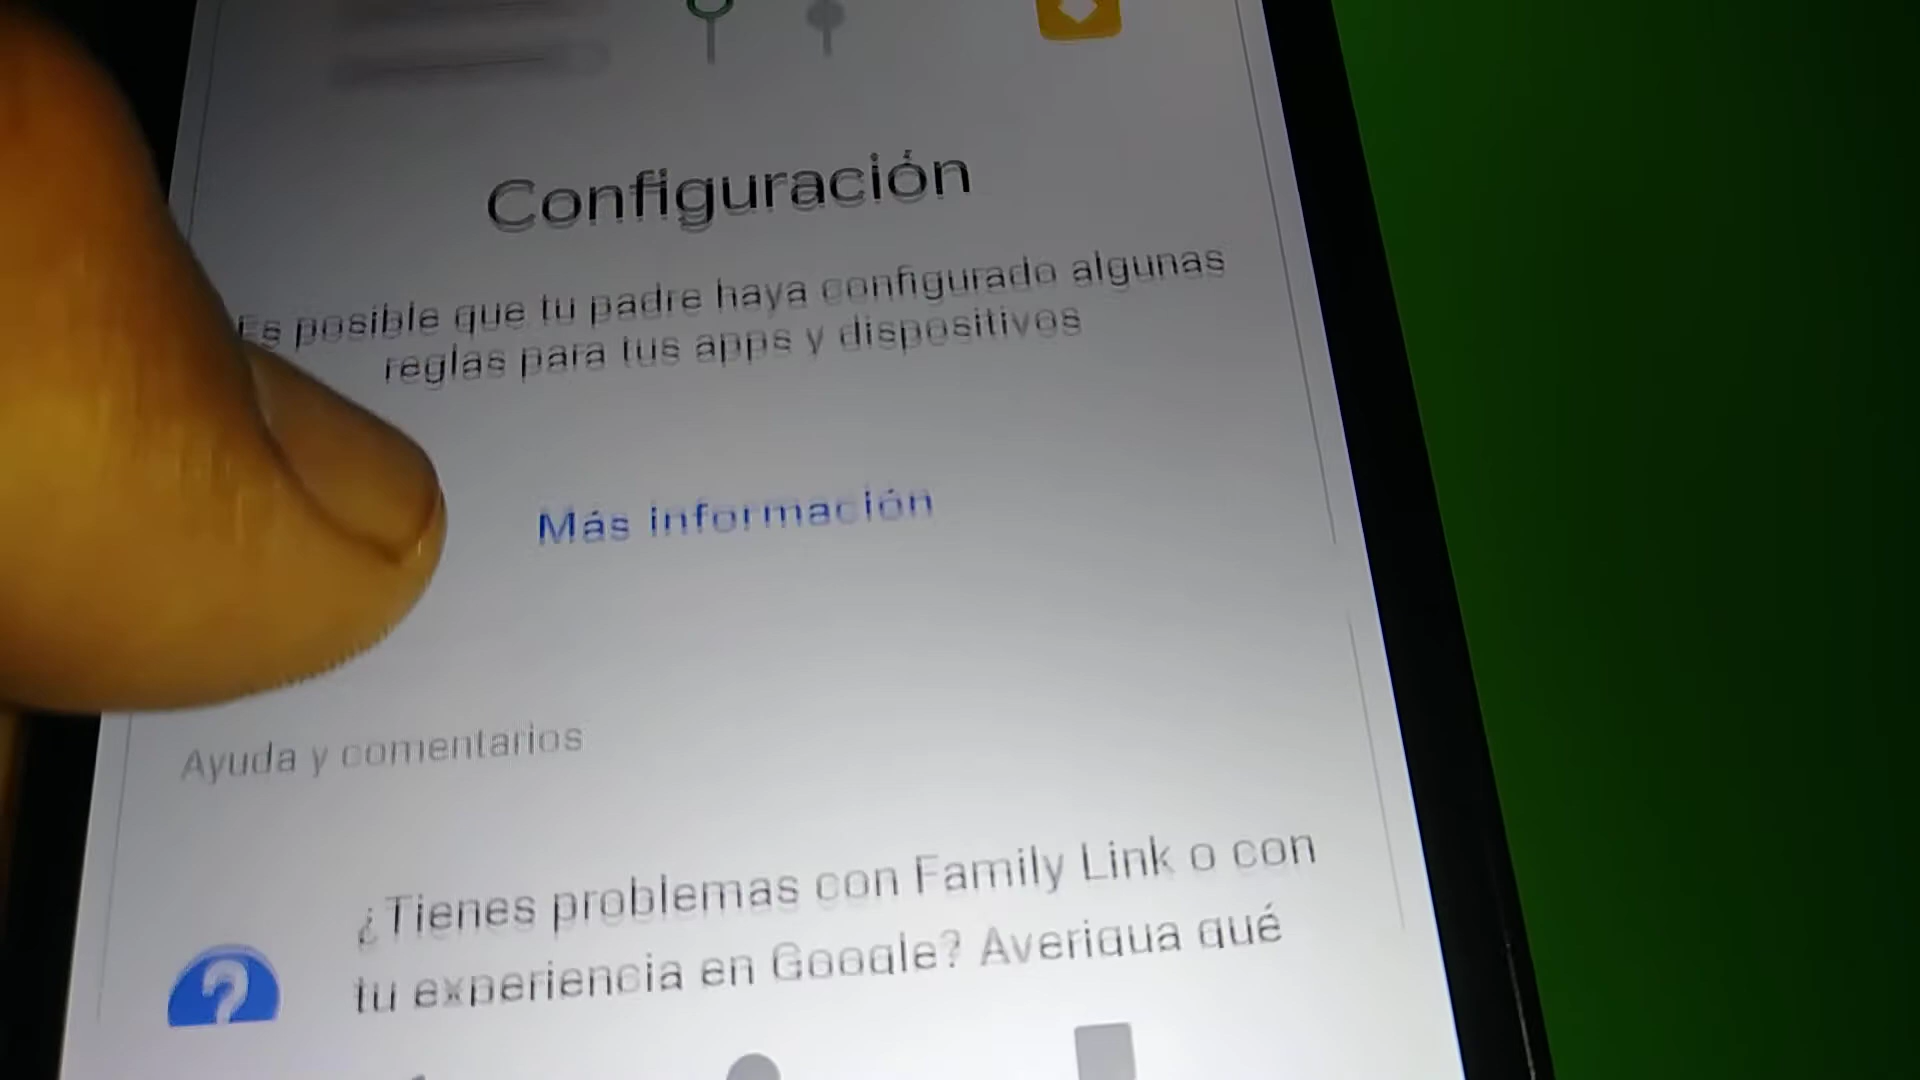 Configuración
Es posible que tu padre haya configurado algunas
reglas para tus apps y dispositivos
Más información
Ayuda y comentarios
¿Tienes problemas con Family Link o con
tu experiencia en Google? Averigua qué